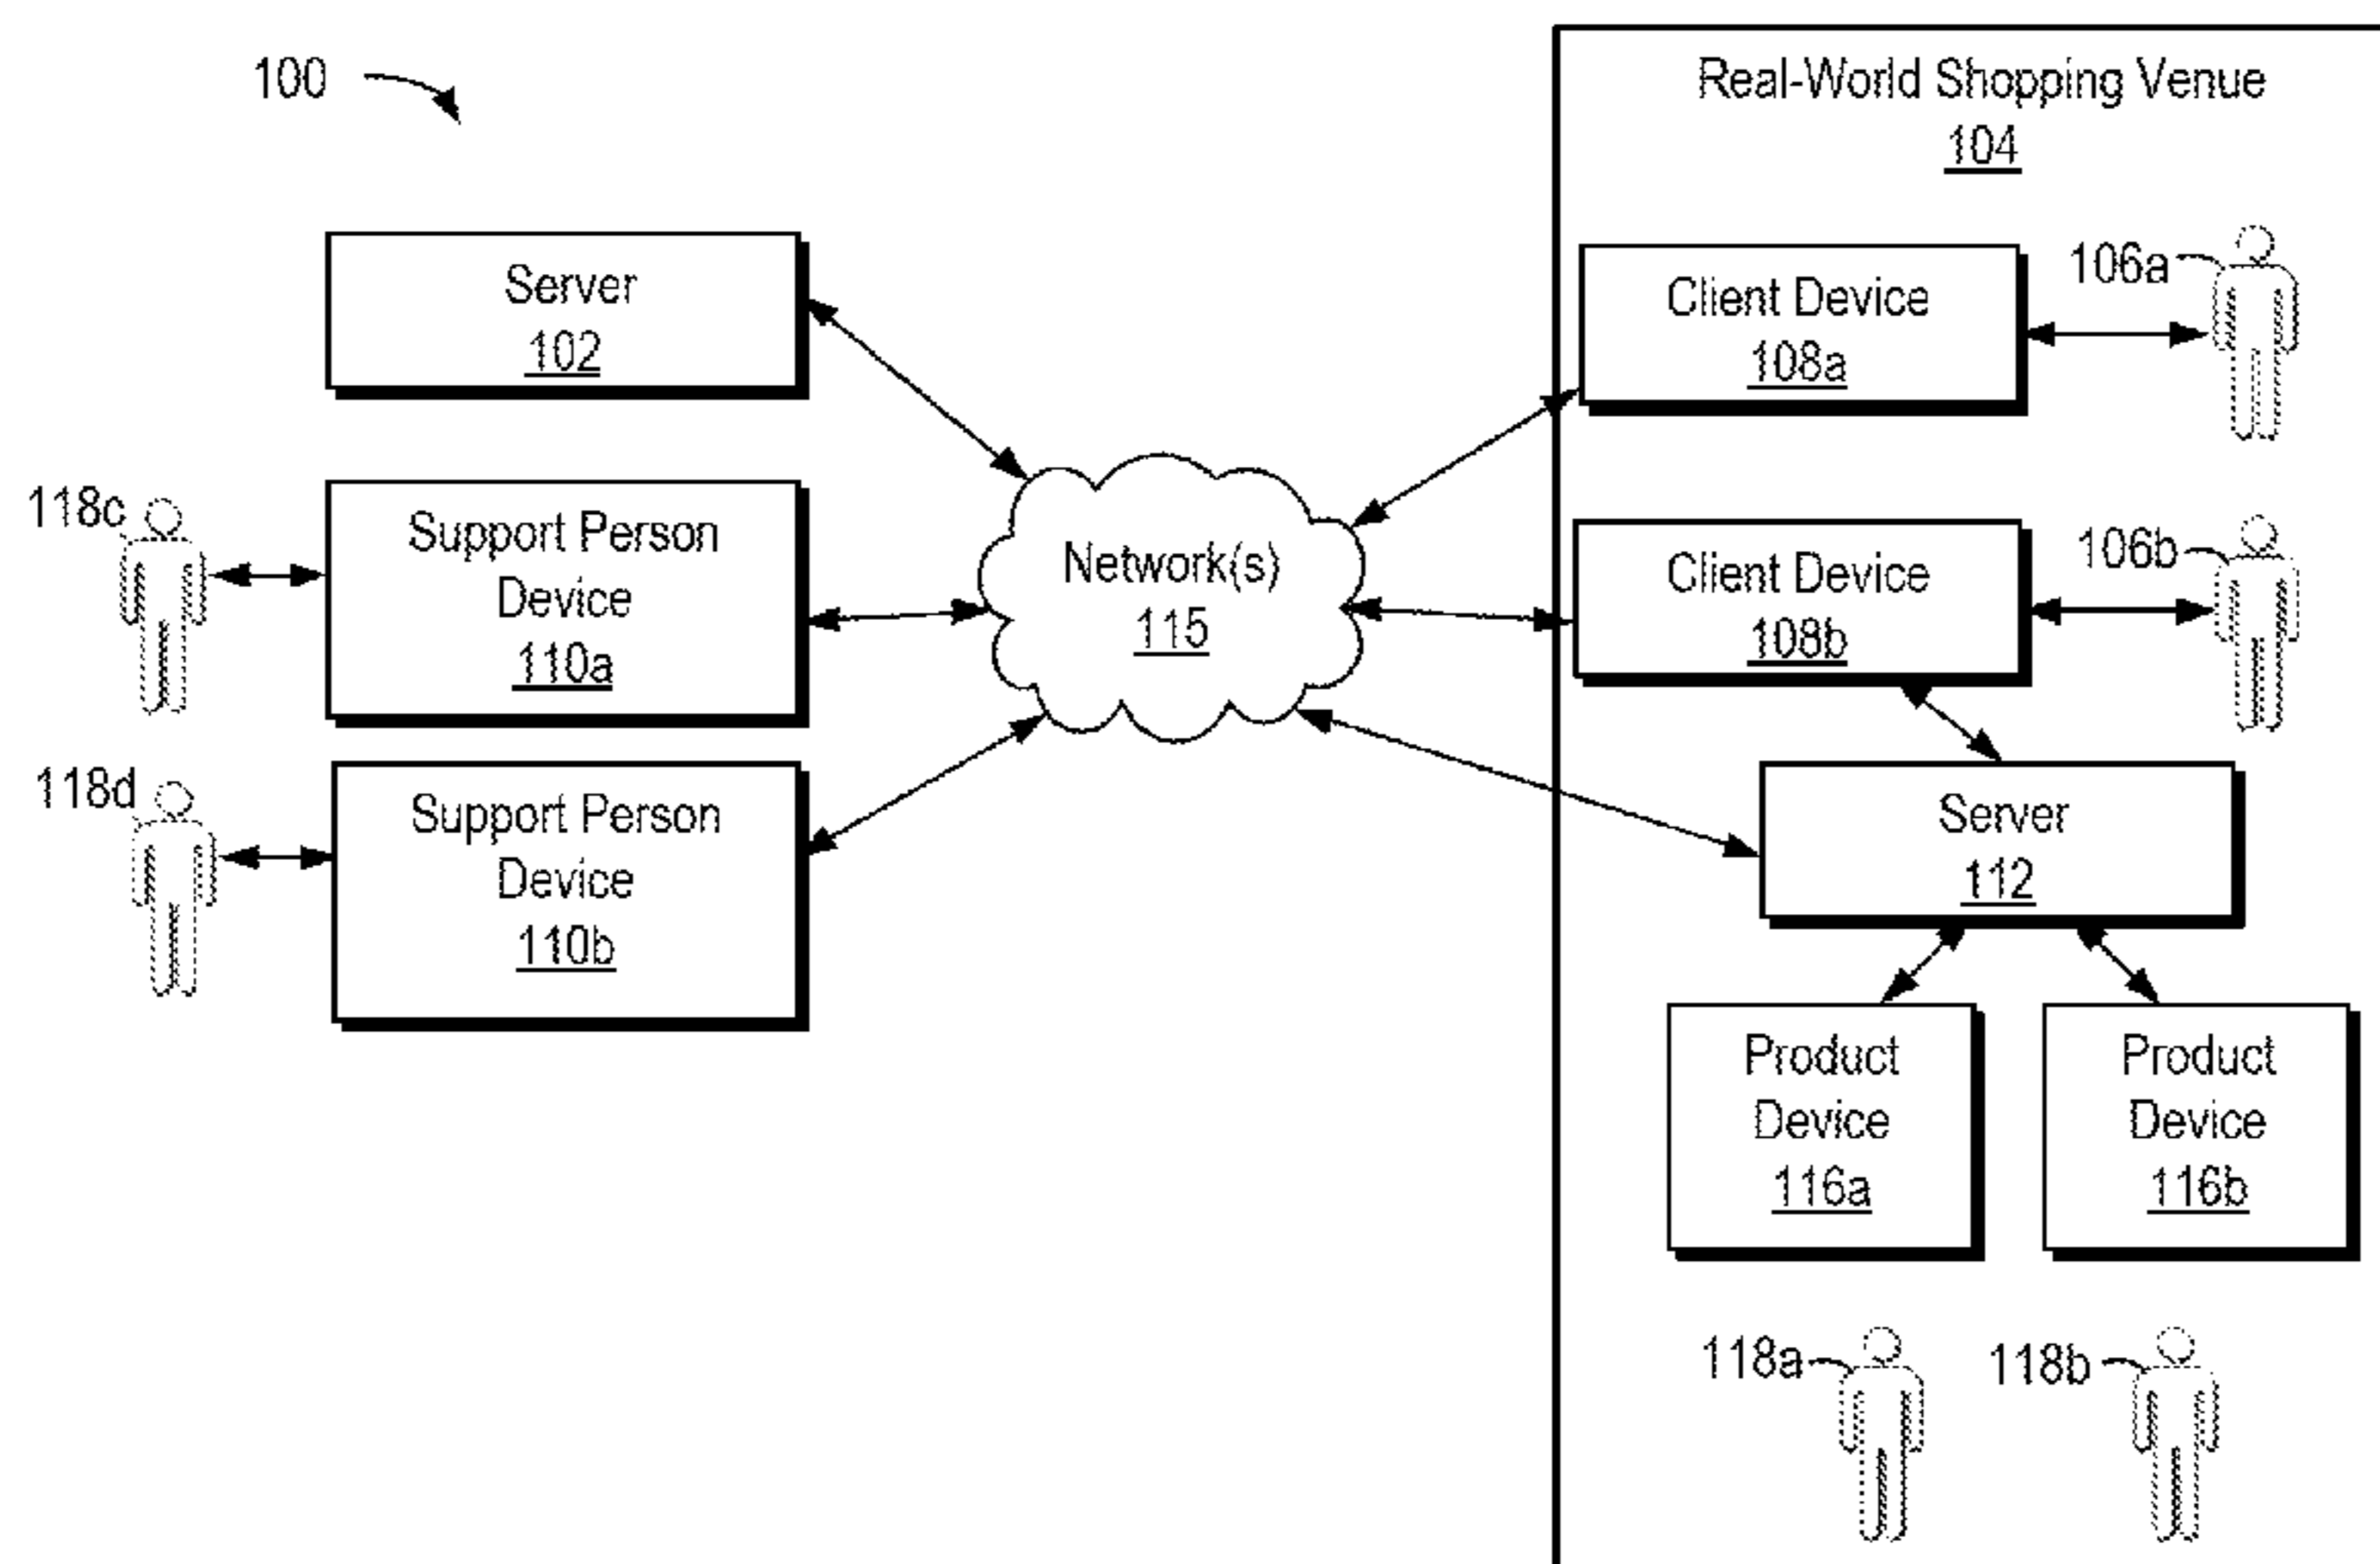 100
Real-World Shopping Venue
104
Server
102
Client Device
108a
106a
118c
Support Person
Device
110a
Network(s)
115
Client Device
108b
106b
118d
Support Person
Device
110b
Server
112
Product
Device
116a
Product
Device
116b
118a
118b